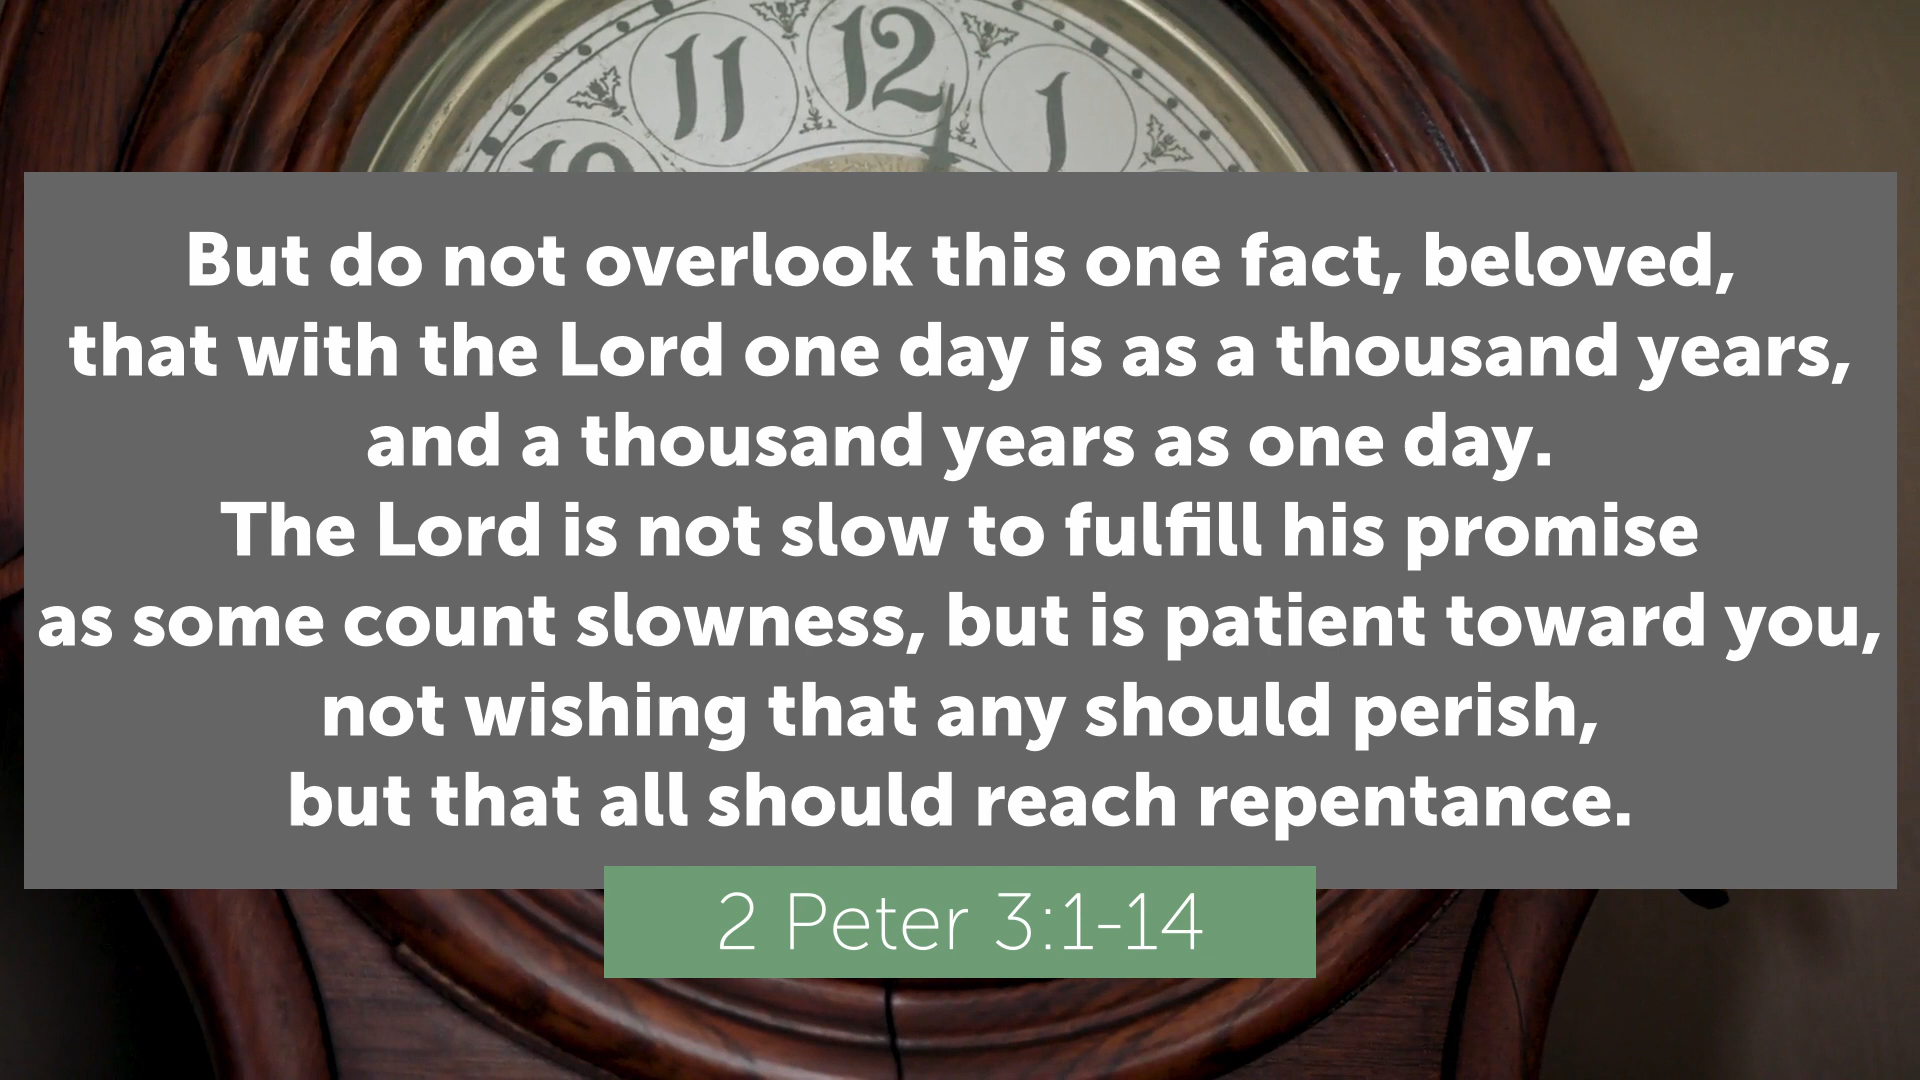 11 12 1
10
But do not overlook this one fact, beloved,
that with the Lord one day is as a thousand years,
and a thousand years as one day.
The Lord is not slow to fulfill his promise
as some count slowness, but is patient toward you,
not wishing that any should perish,
but that all should reach repentance.
2 Peter 3:1-14